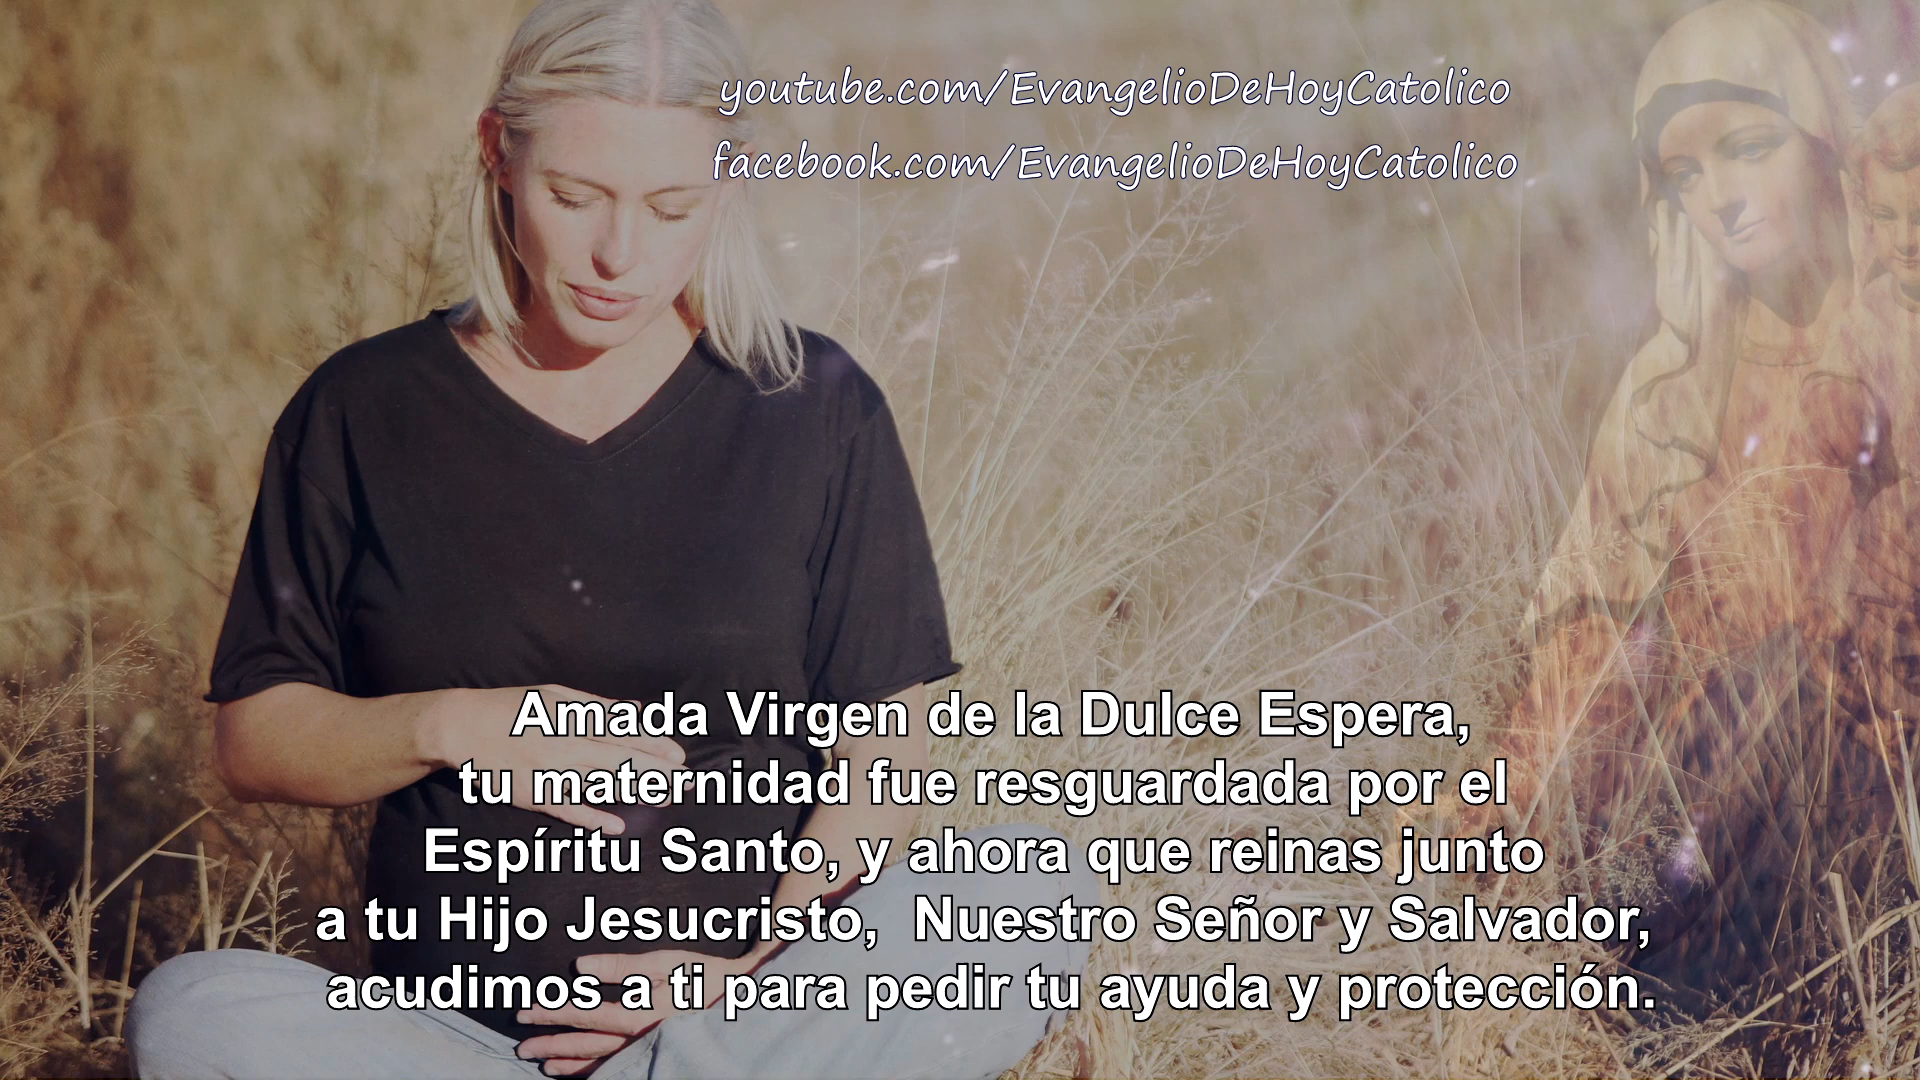 youtube.com/EvangelioDeHoyCatolico
facebook.com/EvangelioDeHoyCatolico
Amada Virgen de la Dulce Espera,
tu maternidad fue resguardada por el
Espíritu Santo, y ahora que reinas junto
a tu Hijo Jesucristo,  Nuestro Señor y Salvador,
acudimos a ti para pedir tu ayuda y protección.